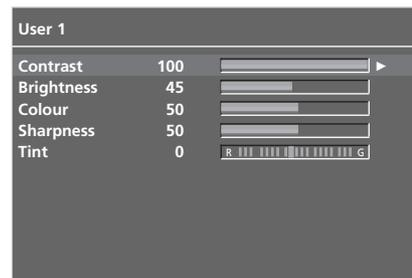 User 1
Contrast 100
Brightness 45
Colour 50
Sharpness 50
Tint 0 R G